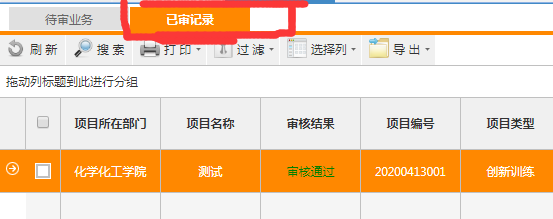 待审业务 已审记录
刷新 搜索 打印 过滤 选择列 导出
拖动列标题到此进行分组
项目所在部门 项目名称 审核结果 项目编号 项目类型
化学化工学院 测试 审核通过 20200413001 创新训练